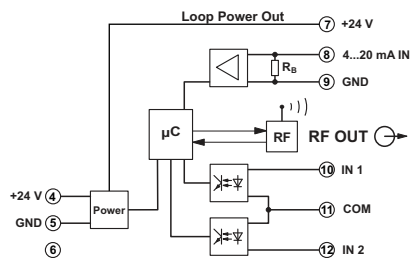 Loop Power Out
7 +24 V
8 4...20 mA IN
RB
9 GND
µC
RF
RF OUT
10 IN 1
+24 V 4
Power
11 COM
GND 5
6
12 IN 2